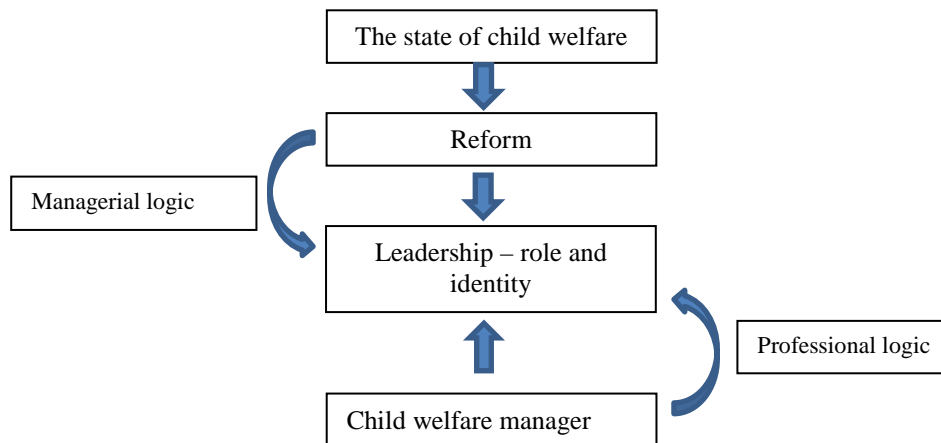 The state of child welfare
Reform
Managerial logic
Leadership – role and
identity
Professional logic
Child welfare manager